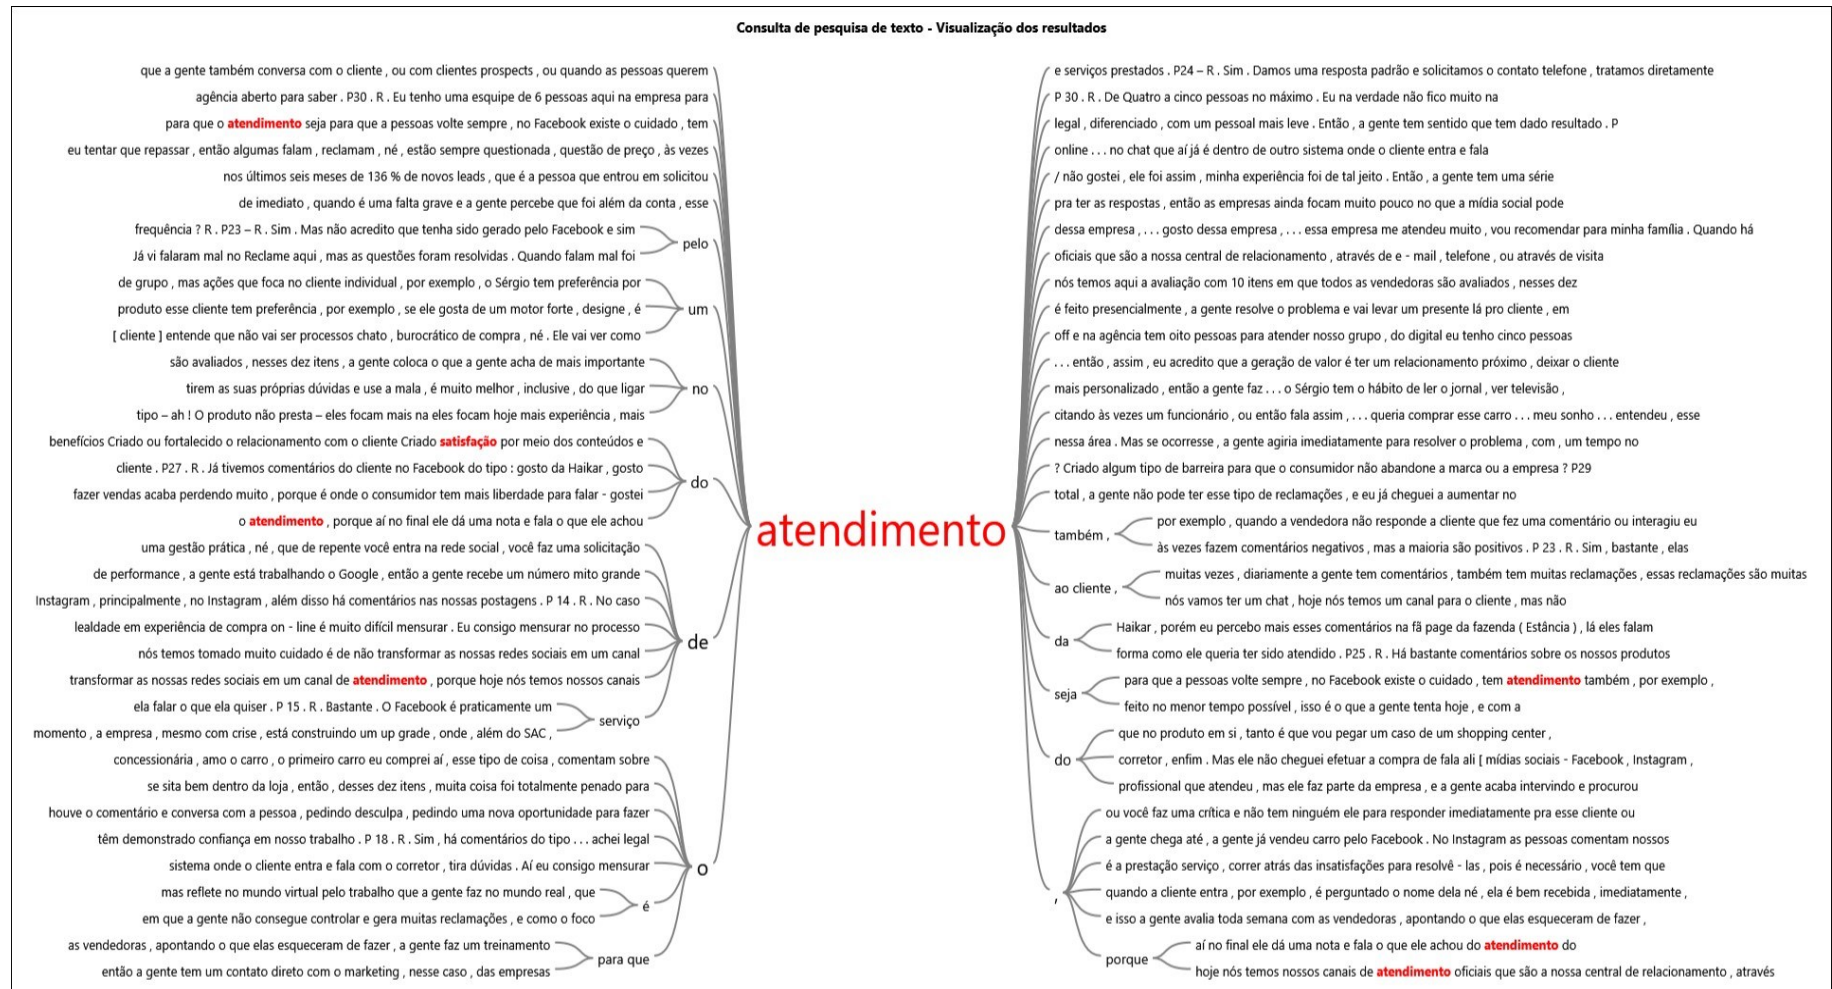 Consulta de pesquisa de texto - Visualização dos resultados
que a gente também conversa com o cliente , ou com clientes prospects , ou quando as pessoas querem
agência aberto para saber . P30 . R . Eu tenho uma esquipe de 6 pessoas aqui na empresa para
para que o atendimento seja para que a pessoas volte sempre , no Facebook existe o cuidado , tem
eu tentar que repassar , então algumas falam , reclamam , né , estão sempre questionada , questão de preço , às vezes
nos últimos seis meses de 136 % de novos leads , que é a pessoa que entrou em solicitou
de imediato , quando é uma falta grave e a gente percebe que foi além da conta , esse
frequência ? R . P23 – R . Sim . Mas não acredito que tenha sido gerado pelo Facebook e sim
Já vi falaram mal no Reclame aqui , mas as questões foram resolvidas . Quando falam mal foi
pelo
de grupo , mas ações que foca no cliente individual , por exemplo , o Sérgio tem preferência por
produto esse cliente tem preferência , por exemplo , se ele gosta de um motor forte , designe , é
[ cliente ] entende que não vai ser processos chato , burocrático de compra , né . Ele vai ver como
um
são avaliados , nesses dez itens , a gente coloca o que a gente acha de mais importante
tirem as suas próprias dúvidas e use a mala , é muito melhor , inclusive , do que ligar
tipo – ah ! O produto não presta – eles focam mais na eles focam hoje mais experiência , mais
no
benefícios Criado ou fortalecido o relacionamento com o cliente Criado satisfação por meio dos conteúdos e
cliente . P27 . R . Já tivemos comentários do cliente no Facebook do tipo : gosto da Haikar , gosto
fazer vendas acaba perdendo muito , porque é onde o consumidor tem mais liberdade para falar - gostei
o atendimento , porque aí no final ele dá uma nota e fala o que ele achou
do
uma gestão prática , né , que de repente você entra na rede social , você faz uma solicitação
de performance , a gente está trabalhando o Google , então a gente recebe um número mito grande
Instagram , principalmente , no Instagram , além disso há comentários nas nossas postagens . P 14 . R . No caso
lealdade em experiência de compra on - line é muito difícil mensurar . Eu consigo mensurar no processo
nós temos tomado muito cuidado é de não transformar as nossas redes sociais em um canal
transformar as nossas redes sociais em um canal de atendimento , porque hoje nós temos nossos canais
de
ela falar o que ela quiser . P 15 . R . Bastante . O Facebook é praticamente um
momento , a empresa , mesmo com crise , está construindo um up grade , onde , além do SAC ,
serviço
concessionária , amo o carro , o primeiro carro eu comprei aí , esse tipo de coisa , comentam sobre
se sita bem dentro da loja , então , desses dez itens , muita coisa foi totalmente penado para
houve o comentário e conversa com a pessoa , pedindo desculpa , pedindo uma nova oportunidade para fazer
têm demonstrado confiança em nosso trabalho . P 18 . R . Sim , há comentários do tipo . . . achei legal
sistema onde o cliente entra e fala com o corretor , tira dúvidas . Aí eu consigo mensurar
o
mas reflete no mundo virtual pelo trabalho que a gente faz no mundo real , que
em que a gente não consegue controlar e gera muitas reclamações , e como o foco
é
as vendedoras , apontando o que elas esqueceram de fazer , a gente faz um treinamento
então a gente tem um contato direto com o marketing , nesse caso , das empresas
para que
atendimento
e serviços prestados . P24 – R . Sim . Damos uma resposta padrão e solicitamos o contato telefone , tratamos diretamente
P 30 . R . De Quatro a cinco pessoas no máximo . Eu na verdade não fico muito na
legal , diferenciado , com um pessoal mais leve . Então , a gente tem sentido que tem dado resultado . P
online . . . no chat que aí já é dentro de outro sistema onde o cliente entra e fala
/ não gostei , ele foi assim , minha experiência foi de tal jeito . Então , a gente tem uma série
pra ter as respostas , então as empresas ainda focam muito pouco no que a mídia social pode
dessa empresa , . . . gosto dessa empresa , . . . essa empresa me atendeu muito , vou recomendar para minha família . Quando há
oficiais que são a nossa central de relacionamento , através de e - mail , telefone , ou através de visita
nós temos aqui a avaliação com 10 itens em que todos as vendedoras são avaliados , nesses dez
é feito presencialmente , a gente resolve o problema e vai levar um presente lá pro cliente , em
off e na agência tem oito pessoas para atender nosso grupo , do digital eu tenho cinco pessoas
. . . então , assim , eu acredito que a geração de valor é ter um relacionamento próximo , deixar o cliente
mais personalizado , então a gente faz . . . o Sérgio tem o hábito de ler o jornal , ver televisão ,
citando às vezes um funcionário , ou então fala assim , . . . queria comprar esse carro . . . meu sonho . . . entendeu , esse
nessa área . Mas se ocorresse , a gente agiria imediatamente para resolver o problema , com , um tempo no
? Criado algum tipo de barreira para que o consumidor não abandone a marca ou a empresa ? P29
total , a gente não pode ter esse tipo de reclamações , e eu já cheguei a aumentar no
também ,
por exemplo , quando a vendedora não responde a cliente que fez uma comentário ou interagiu eu
às vezes fazem comentários negativos , mas a maioria são positivos . P 23 . R . Sim , bastante , elas
ao cliente ,
muitas vezes , diariamente a gente tem comentários , também tem muitas reclamações , essas reclamações são muitas
nós vamos ter um chat , hoje nós temos um canal para o cliente , mas não
da
Haikar , porém eu percebo mais esses comentários na fã page da fazenda ( Estância ) , lá eles falam
forma como ele queria ter sido atendido . P25 . R . Há bastante comentários sobre os nossos produtos
seja
para que a pessoas volte sempre , no Facebook existe o cuidado , tem atendimento também , por exemplo ,
feito no menor tempo possível , isso é o que a gente tenta hoje , e com a
do
que no produto em si , tanto é que vou pegar um caso de um shopping center ,
corretor , enfim . Mas ele não cheguei efetuar a compra de fala ali [ mídias sociais - Facebook , Instagram ,
profissional que atendeu , mas ele faz parte da empresa , e a gente acaba intervindo e procurou
,
ou você faz uma crítica e não tem ninguém ele para responder imediatamente pra esse cliente ou
a gente chega até , a gente já vendeu carro pelo Facebook . No Instagram as pessoas comentam nossos
é a prestação serviço , correr atrás das insatisfações para resolvê - las , pois é necessário , você tem que
quando a cliente entra , por exemplo , é perguntado o nome dela né , ela é bem recebida , imediatamente ,
e isso a gente avalia toda semana com as vendedoras , apontando o que elas esqueceram de fazer ,
porque
aí no final ele dá uma nota e fala o que ele achou do atendimento do
hoje nós temos nossos canais de atendimento oficiais que são a nossa central de relacionamento , através